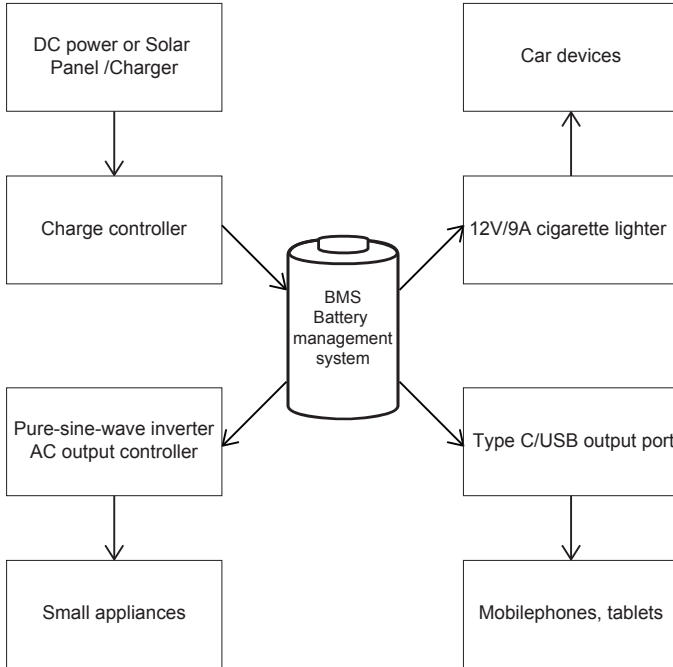 DC power or Solar
Panel /Charger
Car devices
Charge controller
12V/9A cigarette lighter
BMS
Battery
management
system
Pure-sine-wave inverter
AC output controller
Type C/USB output port
Small appliances
Mobilephones, tablets